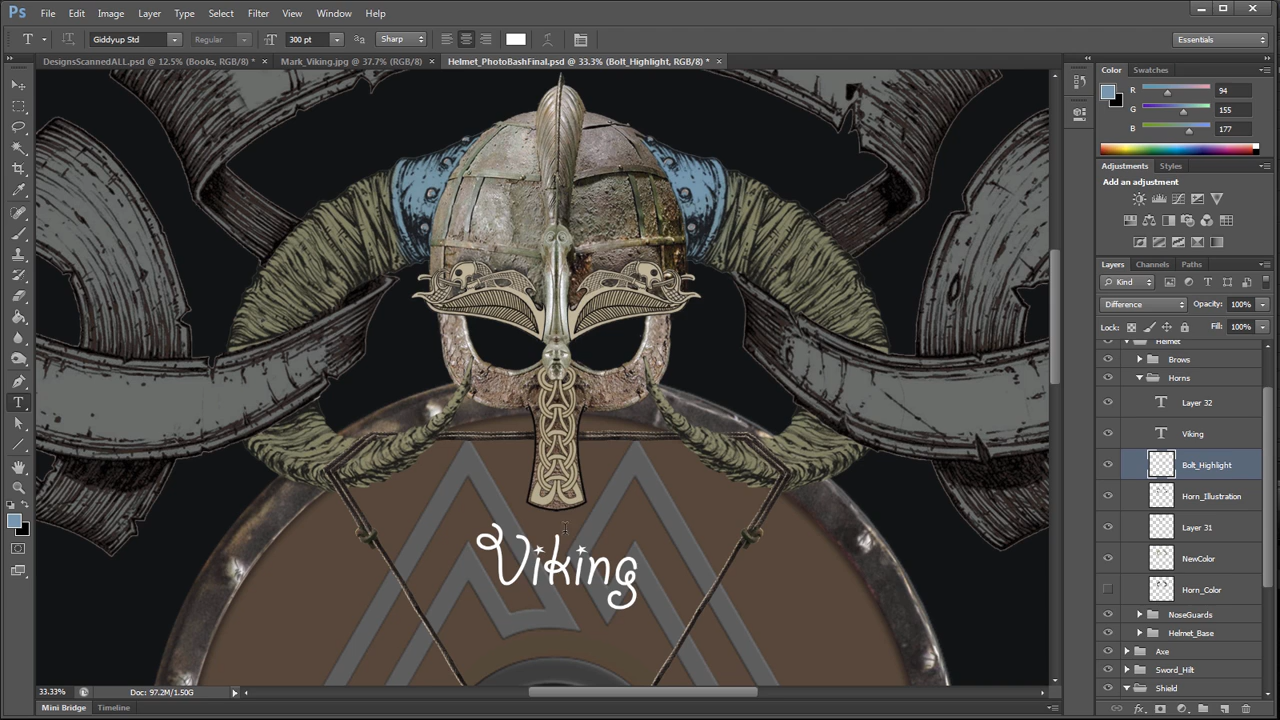 Ps File Edit Image Layer Type Select Filter View Window Help
T Giddyup Std Regular 300 pt aa Sharp Essentials
DesignsScannedALL.psd @ 12.5% (Books, RGB/8) * × Mark_Viking.jpg @ 37.7% (RGB/8) × Helmet_PhotoBashFinal.psd @ 33.3% (Bolt_Highlight, RGB/8) * ×
Color Swatches
R 94
G 155
B 177
Adjustments Styles
Add an adjustment
Layers Channels Paths
Kind
Difference Opacity: 100%
Lock: Fill: 100%
Helmet
Brows
Horns
Layer 32
Viking
Bolt_Highlight
Horn_Illustration
Layer 31
NewColor
Horn_Color
NoseGuards
Helmet_Base
Axe
Sword_Hilt
Shield
Viking
33.33% Doc: 97.2M/1.50G
Mini Bridge Timeline